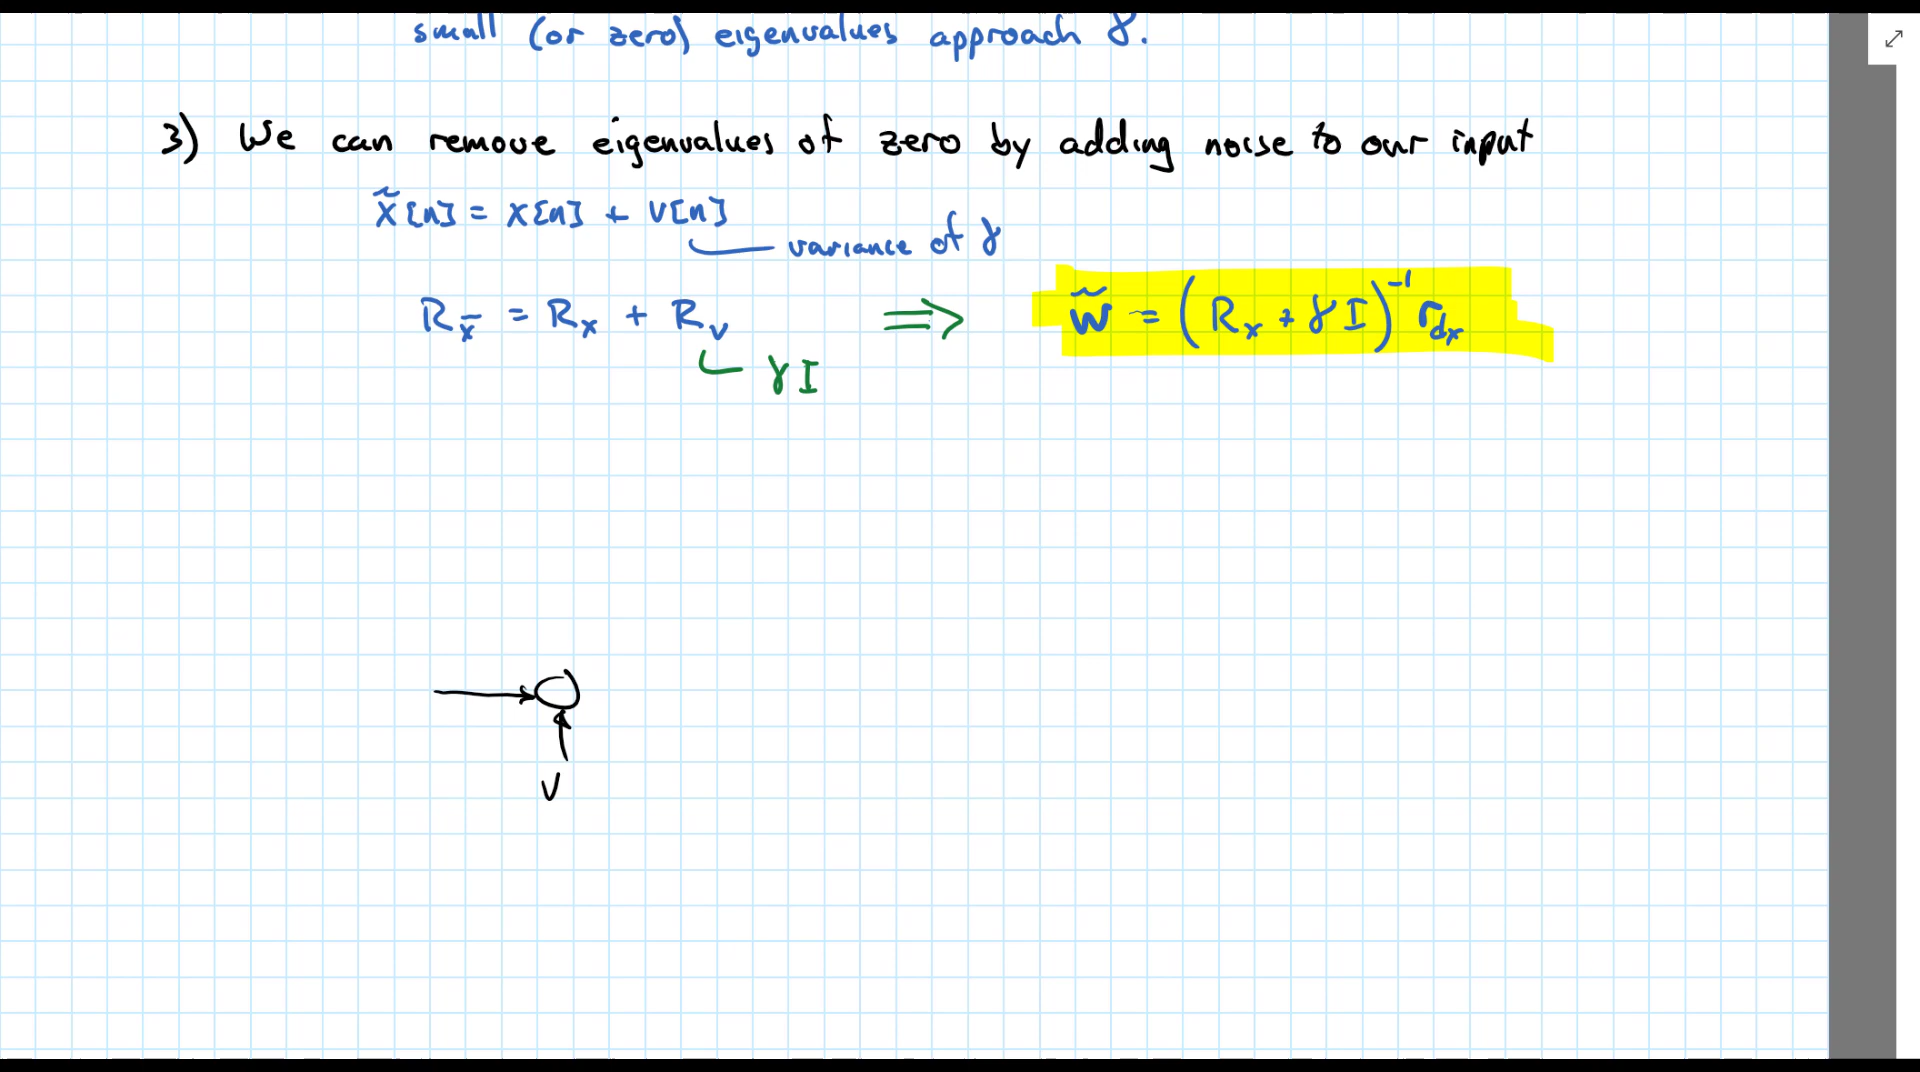 small (or zero) eigenvalues approach γ.
3) We can remove eigenvalues of zero by adding noise to our input
x̃[n] = x[n] + v[n]
variance of γ
R_x̃ = R_x + R_v ⇒ w̃ = (R_x + γI)⁻¹ r_dx
γI
v